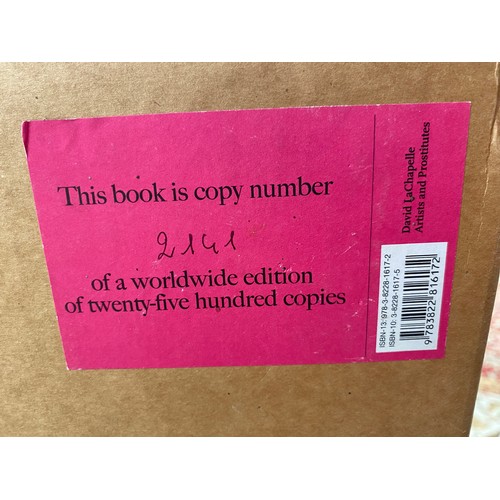 This book is copy number
2141
of a worldwide edition
of twenty-five hundred copies
David LaChapelle
Artists and Prostitutes
ISBN-13: 978-3-8228-1617-2
ISBN-10: 3-8228-1617-5
9 783822 816172